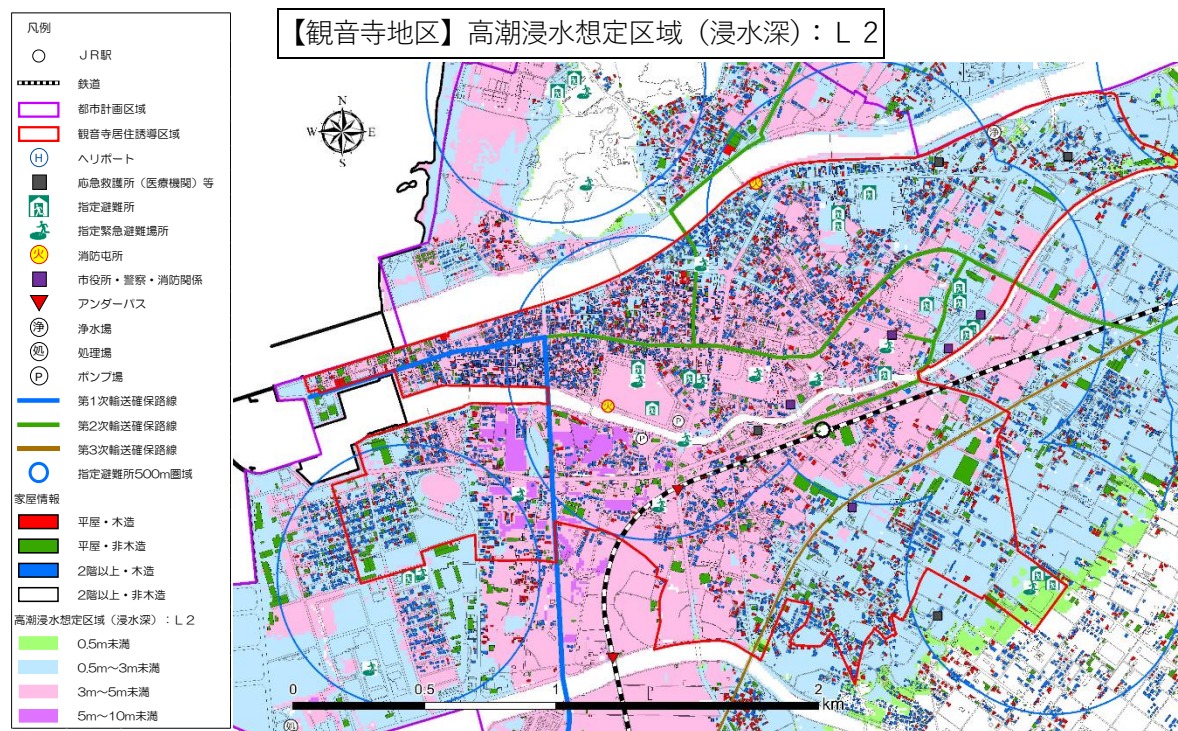 【観音寺地区】高潮浸水想定区域（浸水深）：Ｌ２
凡例
ＪＲ駅
鉄道
都市計画区域
観音寺居住誘導区域
H
ヘリポート
応急救護所（医療機関）等
指定避難所
指定緊急避難場所
火
消防屯所
市役所・警察・消防関係
アンダーパス
浄
浄水場
処
処理場
P
ポンプ場
第1次輸送確保路線
第2次輸送確保路線
第3次輸送確保路線
指定避難所500m圏域
家屋情報
平屋・木造
平屋・非木造
2階以上・木造
2階以上・非木造
高潮浸水想定区域（浸水深）：Ｌ２
0.5m未満
0.5m～3m未満
3m～5m未満
5m～10m未満
N
W E
S
浄
火
火
P
P
処
0 0.5 1 2
km